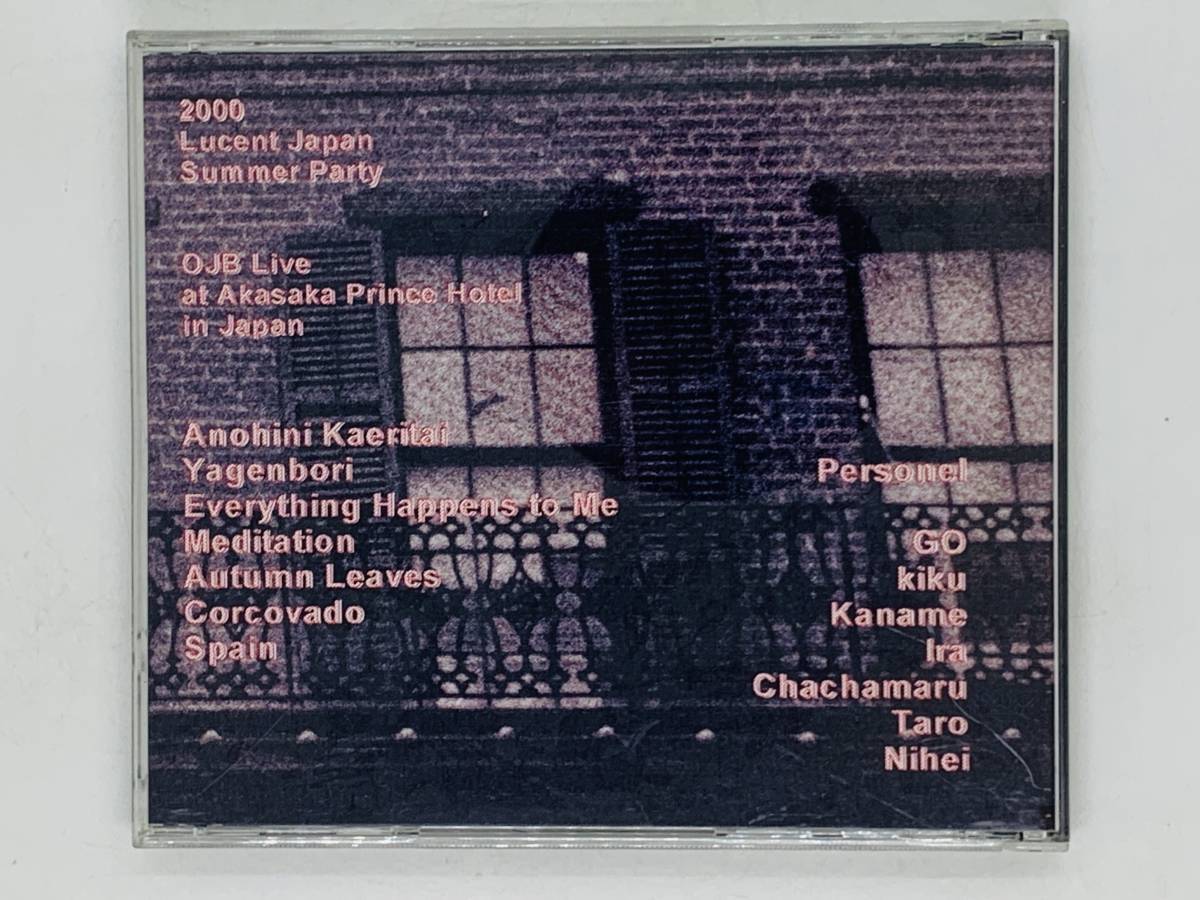 2000
Lucent Japan
Summer Party
OJB Live
at Akasaka Prince Hotel
in Japan
Anohini Kaeritai
Yagenbori
Everything Happens to Me
Meditation
Autumn Leaves
Corcovado
Spain
Personel
GO
kiku
Kaname
Ira
Chachamaru
Taro
Nihei